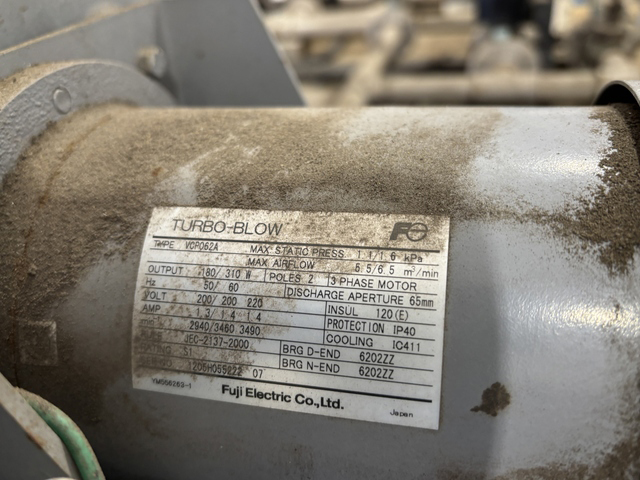 TURBO-BLOW Fe
TYPE VCP062A MAX STATIC PRESS 1.1/1.6 kPa
MAX AIRFLOW 5.5/6.5 m³/min
OUTPUT 180/310 W POLES 2 3 PHASE MOTOR
Hz 50/ 60 DISCHARGE APERTURE 65mm
VOLT 200/200 220 INSUL 120(E)
AMP 1.3/1.4 1.4 PROTECTION IP40
min 2940/3460 3490 COOLING IC411
JEC-2137-2000 BRG D-END 6202ZZ
S1 BRG N-END 6202ZZ
07
Fuji Electric Co.,Ltd.
Japan